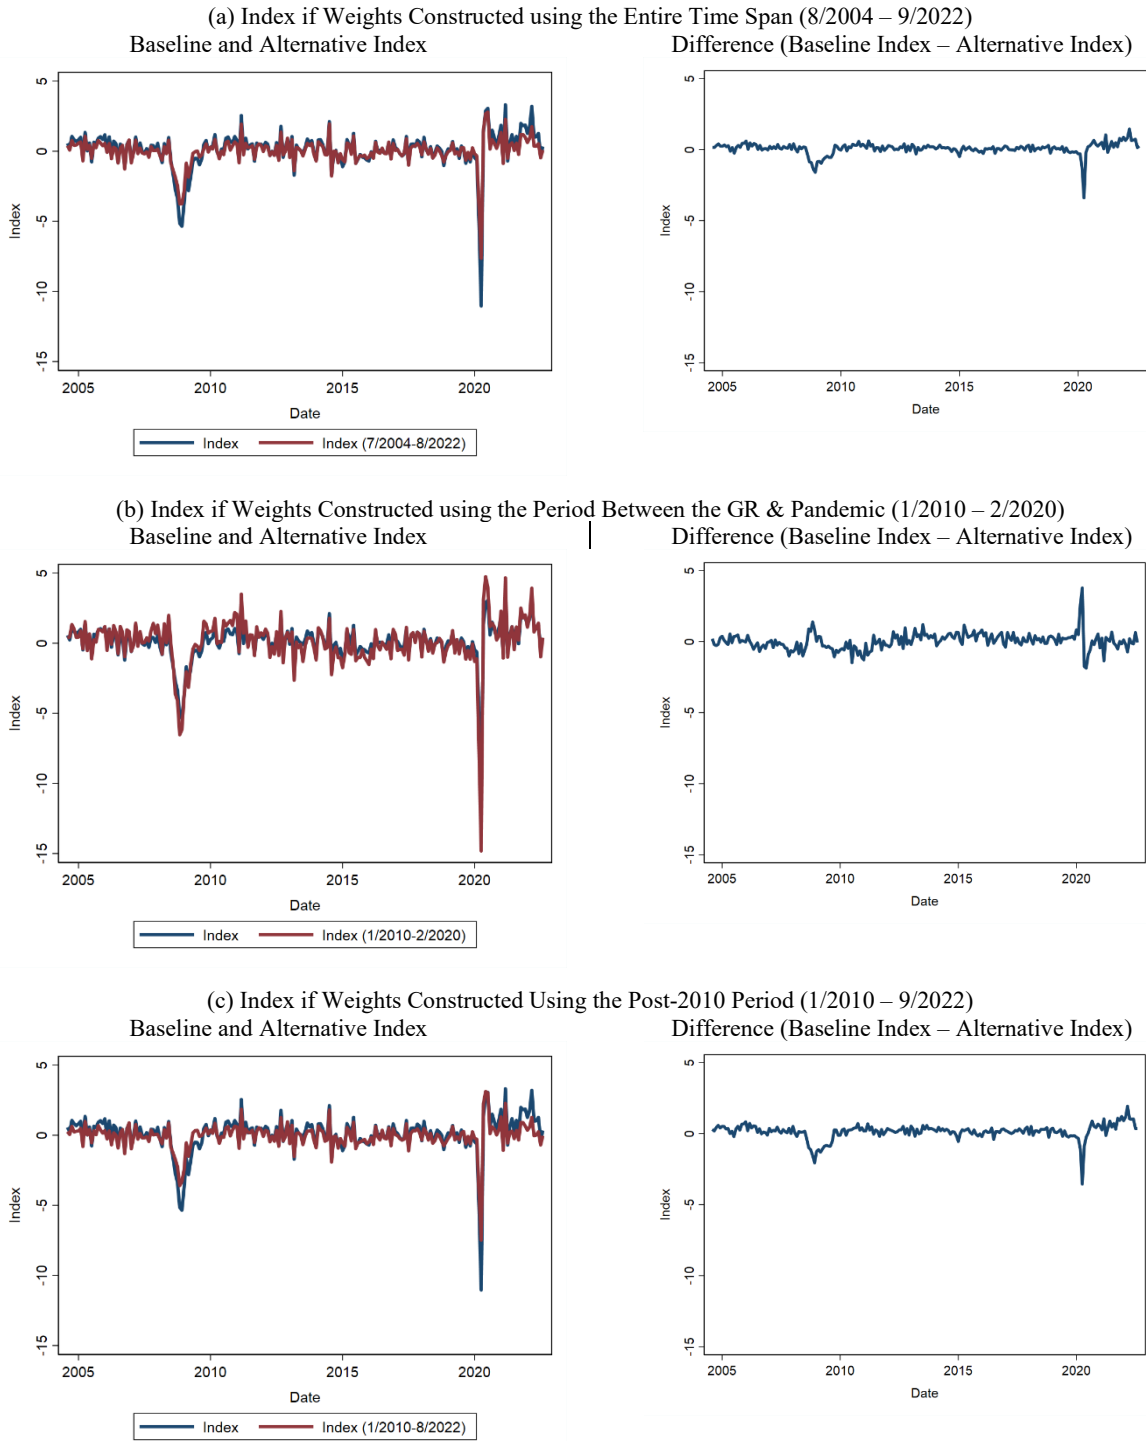 (a) Index if Weights Constructed using the Entire Time Span (8/2004 – 9/2022)
Baseline and Alternative Index
Difference (Baseline Index – Alternative Index)
5
0
-5
-10
-15
Index
2005 2010 2015 2020
Date
Index Index (7/2004-8/2022)
5
0
-5
-10
-15
Index
2005 2010 2015 2020
Date
(b) Index if Weights Constructed using the Period Between the GR & Pandemic (1/2010 – 2/2020)
Baseline and Alternative Index
Difference (Baseline Index – Alternative Index)
5
0
-5
-10
-15
Index
2005 2010 2015 2020
Date
Index Index (1/2010-2/2020)
5
0
-5
-10
-15
Index
2005 2010 2015 2020
Date
(c) Index if Weights Constructed Using the Post-2010 Period (1/2010 – 9/2022)
Baseline and Alternative Index
Difference (Baseline Index – Alternative Index)
5
0
-5
-10
-15
Index
2005 2010 2015 2020
Date
Index Index (1/2010-8/2022)
5
0
-5
-10
-15
Index
2005 2010 2015 2020
Date